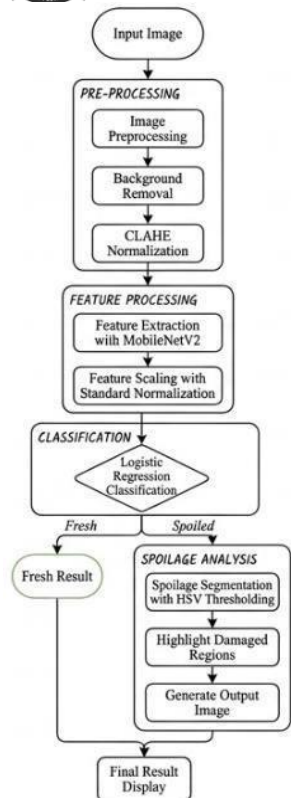 Input Image
PRE-PROCESSING
Image
Preprocessing
Background
Removal
CLAHE
Normalization
FEATURE PROCESSING
Feature Extraction
with MobileNetV2
Feature Scaling with
Standard Normalization
CLASSIFICATION
Logistic
Regression
Classification
Fresh
Spoiled
Fresh Result
SPOILAGE ANALYSIS
Spoilage Segmentation
with HSV Thresholding
Highlight Damaged
Regions
Generate Output
Image
Final Result
Display